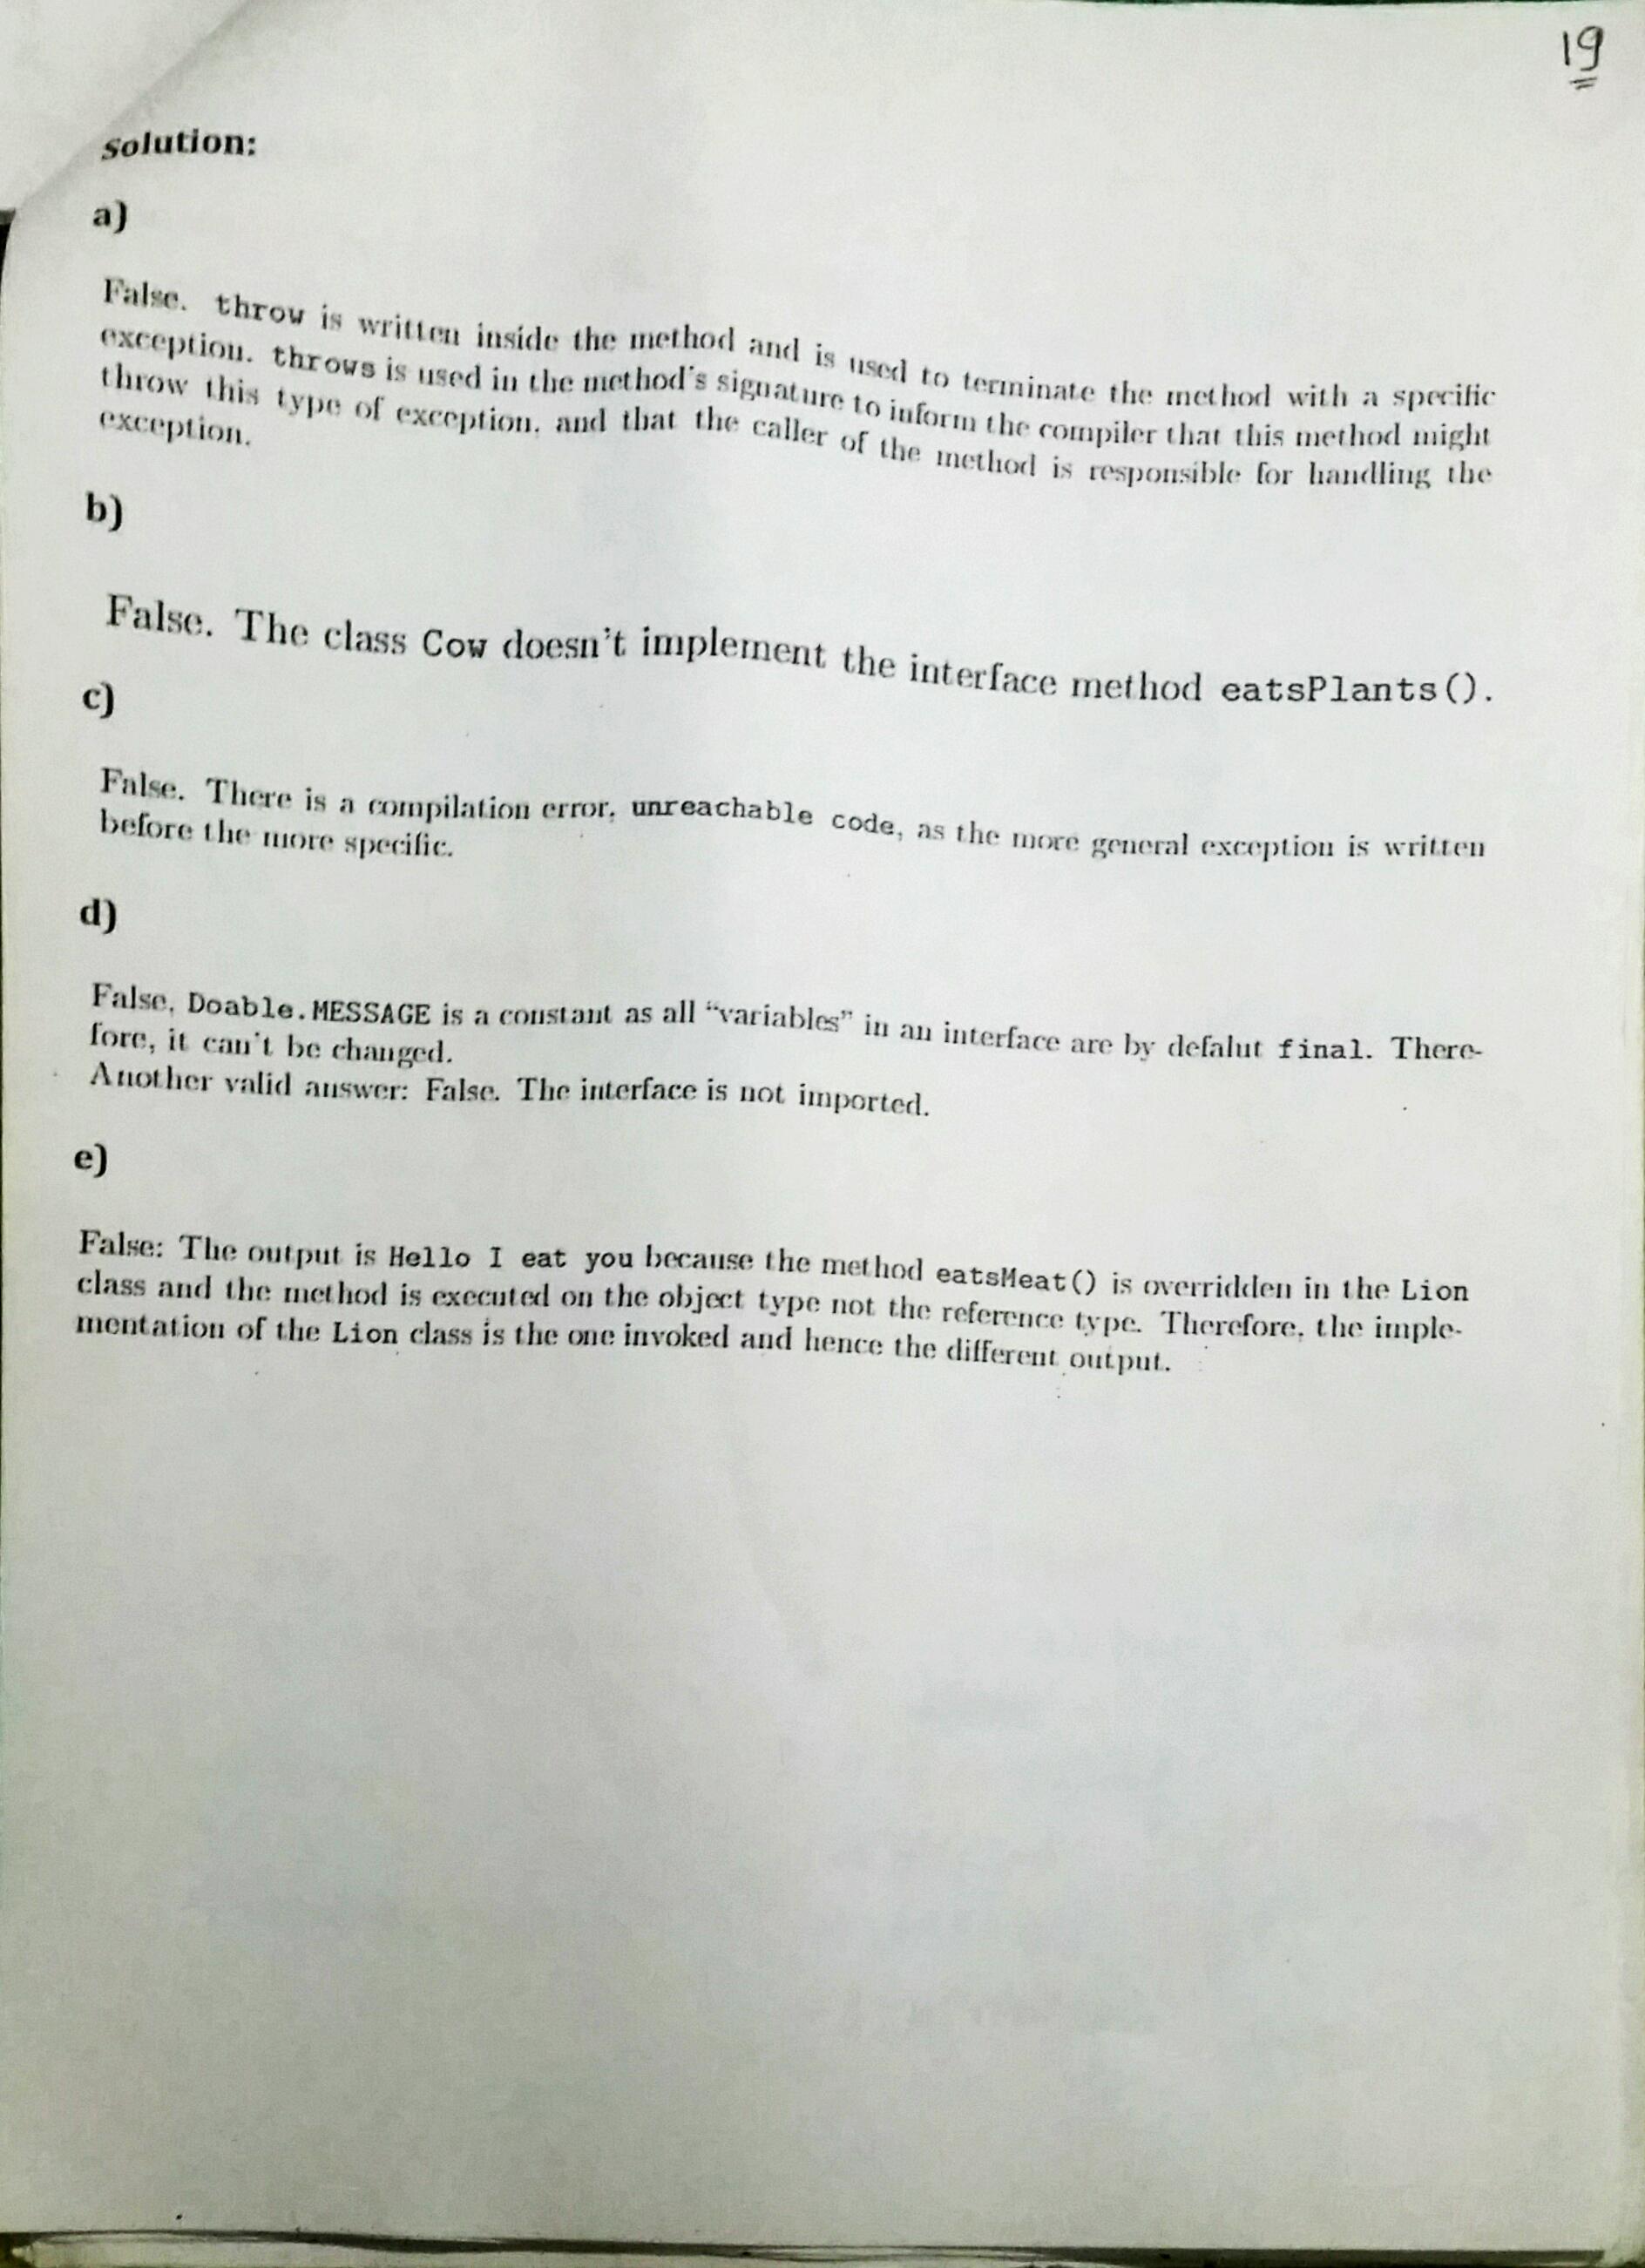 19
solution:
a)
False. throw is written inside the method and is used to terminate the method with a specific
exception. throws is used in the method's signature to inform the compiler that this method might
throw this type of exception, and that the caller of the method is responsible for handling the
exception.
b)
False. The class Cow doesn't implement the interface method eatsPlants().
c)
False. There is a compilation error, unreachable code, as the more general exception is written
before the more specific.
d)
False, Doable.MESSAGE is a constant as all “variables” in an interface are by defalut final. There-
fore, it can't be changed.
Another valid answer: False. The interface is not imported.
e)
False: The output is Hello I eat you because the method eatsMeat() is overridden in the Lion
class and the method is executed on the object type not the reference type. Therefore, the imple-
mentation of the Lion class is the one invoked and hence the different output.